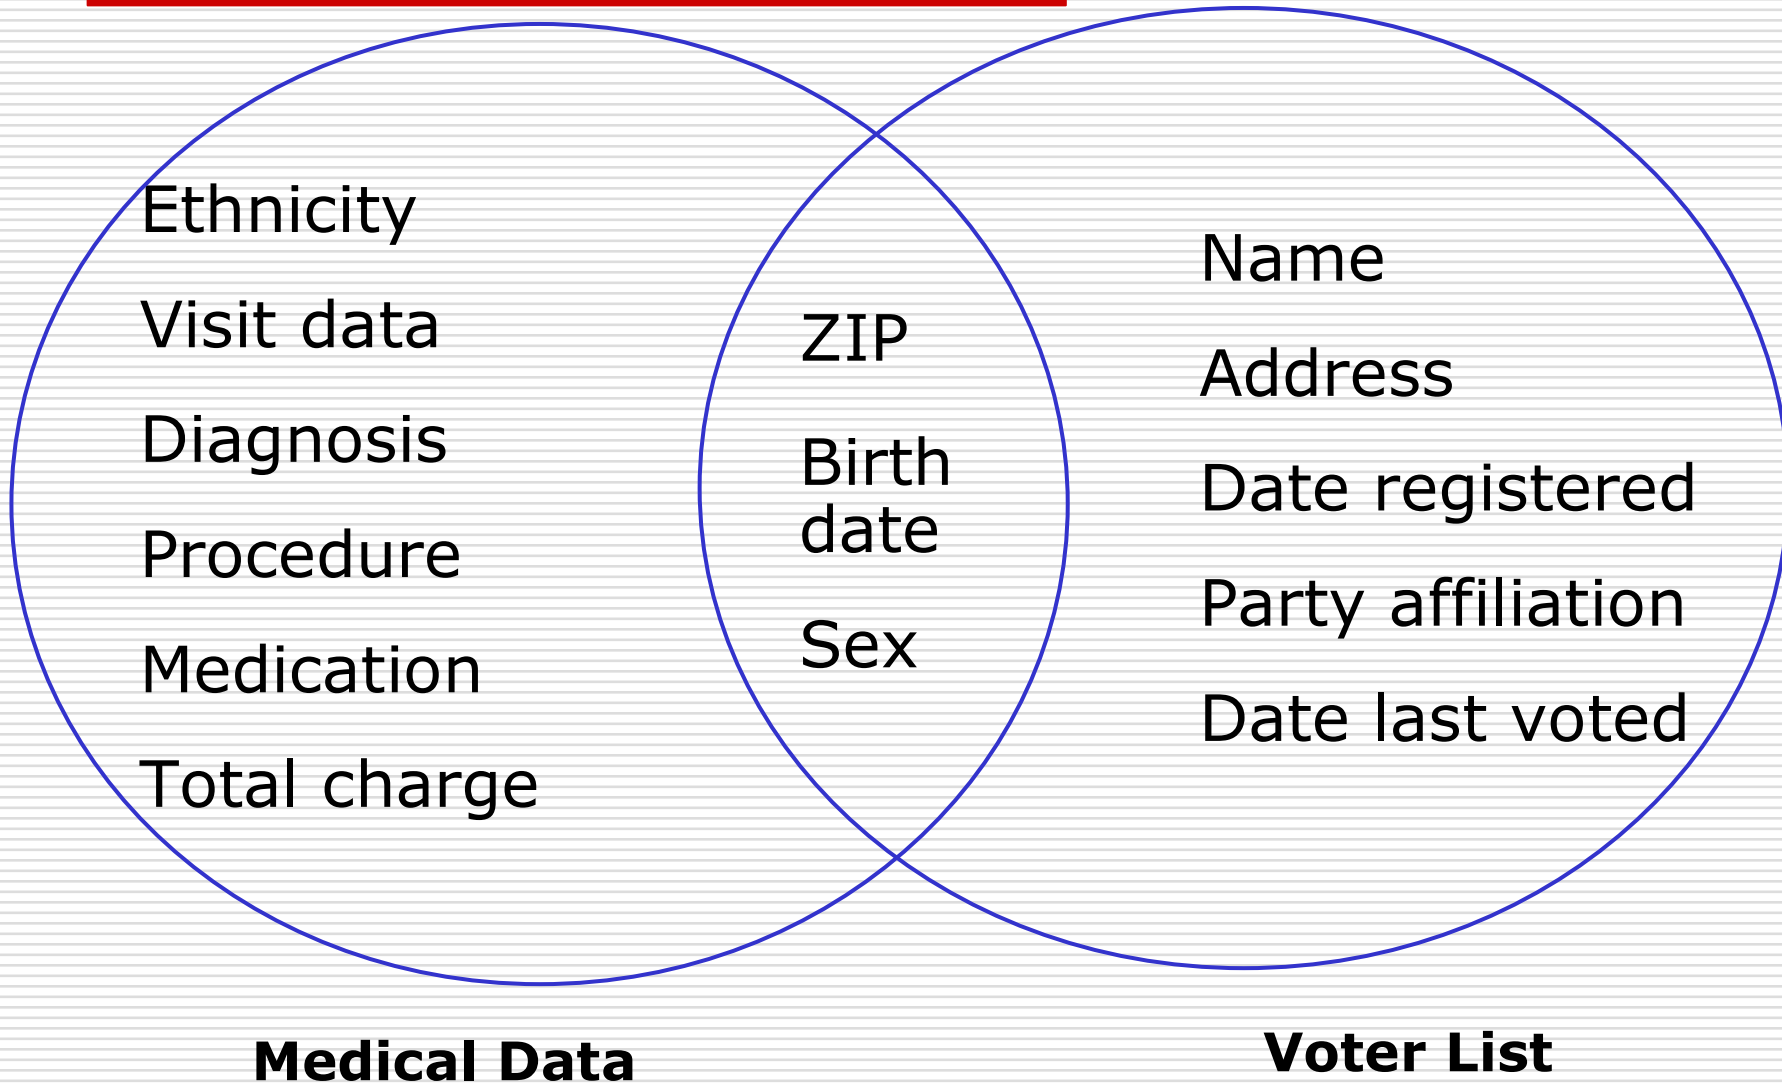 Ethnicity
Visit data
Diagnosis
Procedure
Medication
Total charge
ZIP
Birth
date
Sex
Name
Address
Date registered
Party affiliation
Date last voted
Medical Data
Voter List